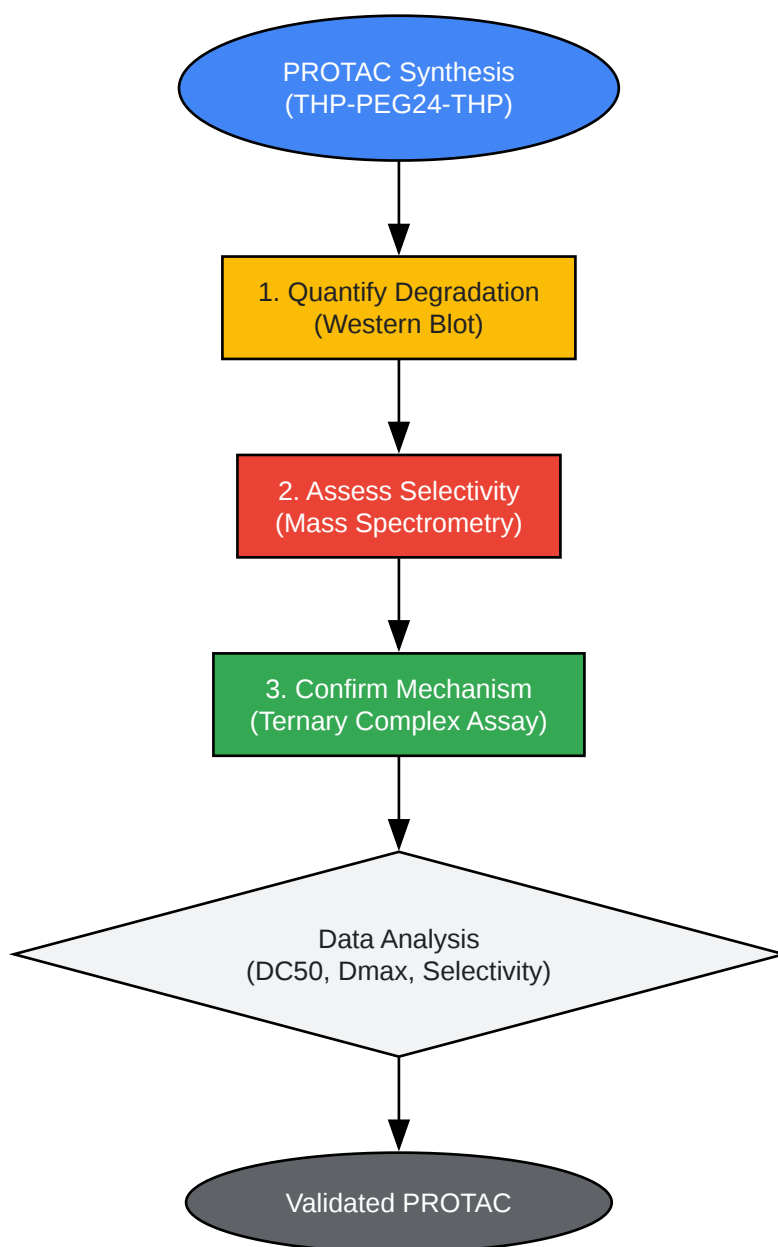 PROTAC Synthesis
(THP-PEG24-THP)
1. Quantify Degradation
(Western Blot)
2. Assess Selectivity
(Mass Spectrometry)
3. Confirm Mechanism
(Ternary Complex Assay)
Data Analysis
(DC50, Dmax, Selectivity)
Validated PROTAC